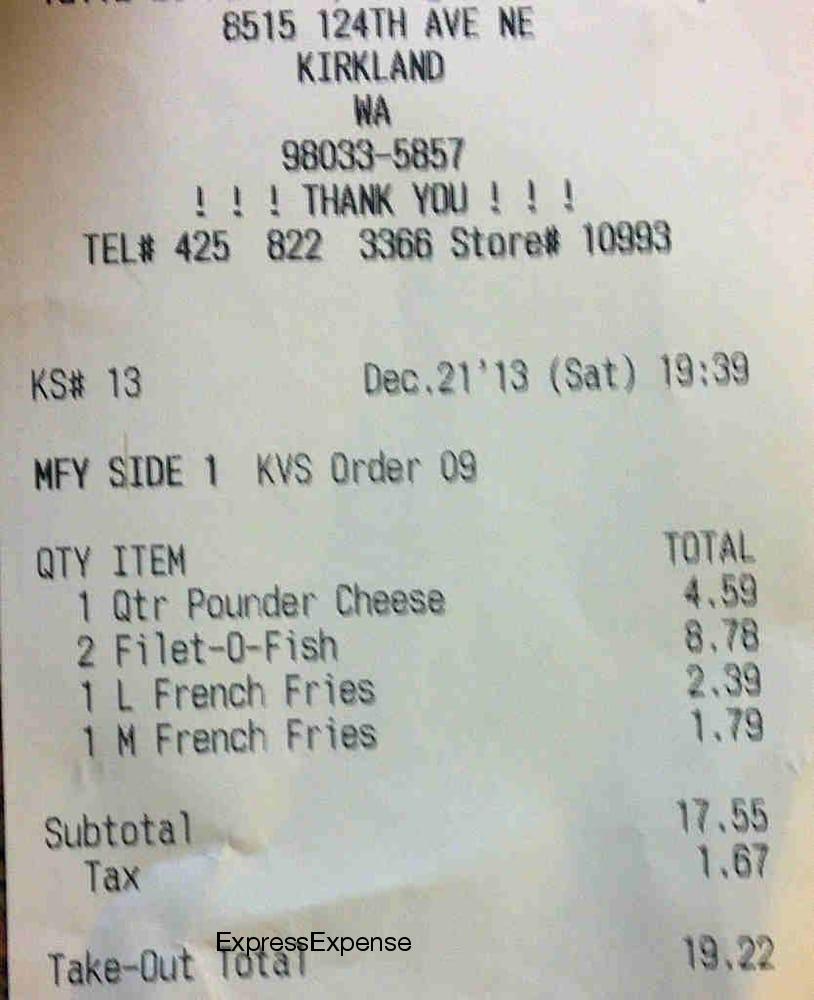 8515 124TH AVE NE
KIRKLAND
WA
98033-5857
! ! ! THANK YOU ! ! !
TEL# 425 822 3366 Store# 10993
KS# 13 Dec.21'13 (Sat) 19:39
MFY SIDE 1 KVS Order 09
QTY ITEM TOTAL
1 Qtr Pounder Cheese 4.59
2 Filet-O-Fish 8.78
1 L French Fries 2.39
1 M French Fries 1.79
Subtotal 17.55
Tax 1.67
ExpressExpense
Take-Out Total 19.22